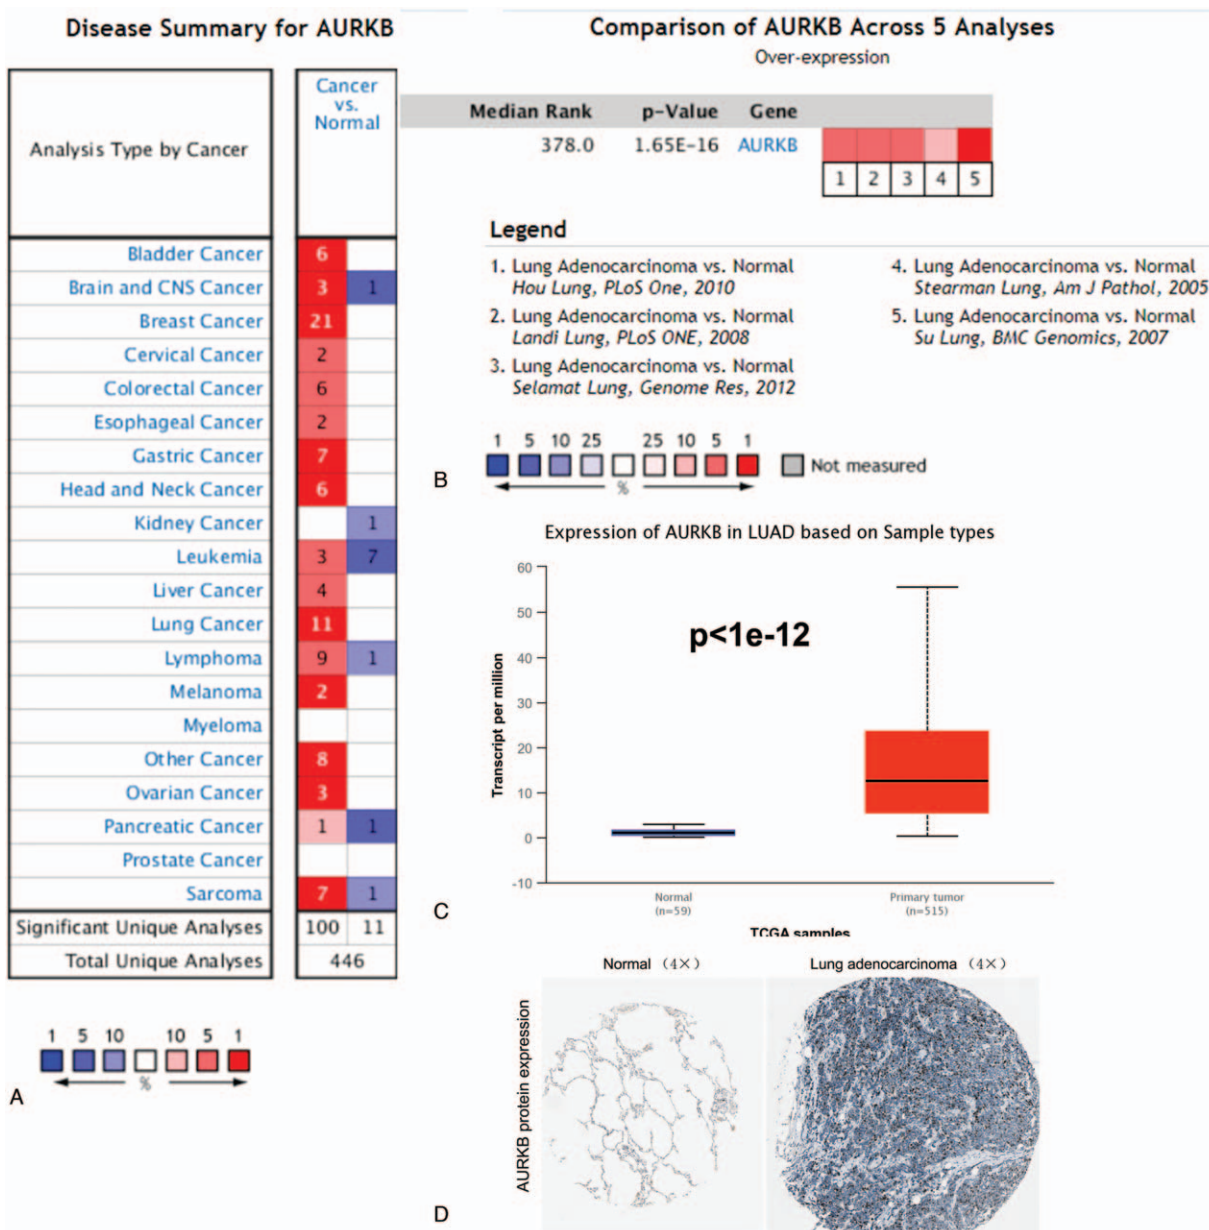 Disease Summary for AURKB
Analysis Type by Cancer
Cancer
vs.
Normal
Bladder Cancer 6
Brain and CNS Cancer 3 1
Breast Cancer 21
Cervical Cancer 2
Colorectal Cancer 6
Esophageal Cancer 2
Gastric Cancer 7
Head and Neck Cancer 6
Kidney Cancer 1
Leukemia 3 7
Liver Cancer 4
Lung Cancer 11
Lymphoma 9 1
Melanoma 2
Myeloma
Other Cancer 8
Ovarian Cancer 3
Pancreatic Cancer 1 1
Prostate Cancer
Sarcoma 7 1
Significant Unique Analyses 100 11
Total Unique Analyses 446
1 5 10 10 5 1
%
A
Comparison of AURKB Across 5 Analyses
Over-expression
Median Rank p-Value Gene
378.0 1.65E-16 AURKB
1 2 3 4 5
Legend
1. Lung Adenocarcinoma vs. Normal
Hou Lung, PLoS One, 2010
2. Lung Adenocarcinoma vs. Normal
Landi Lung, PLoS ONE, 2008
3. Lung Adenocarcinoma vs. Normal
Selamat Lung, Genome Res, 2012
4. Lung Adenocarcinoma vs. Normal
Stearman Lung, Am J Pathol, 2005
5. Lung Adenocarcinoma vs. Normal
Su Lung, BMC Genomics, 2007
1 5 10 25 25 10 5 1
Not measured
%
B
Expression of AURKB in LUAD based on Sample types
p<1e-12
Transcript per million
60
50
40
30
20
10
0
-10
Normal
(n=59)
Primary tumor
(n=515)
TCGA samples
C
Normal (4×) Lung adenocarcinoma (4×)
AURKB protein expression
D